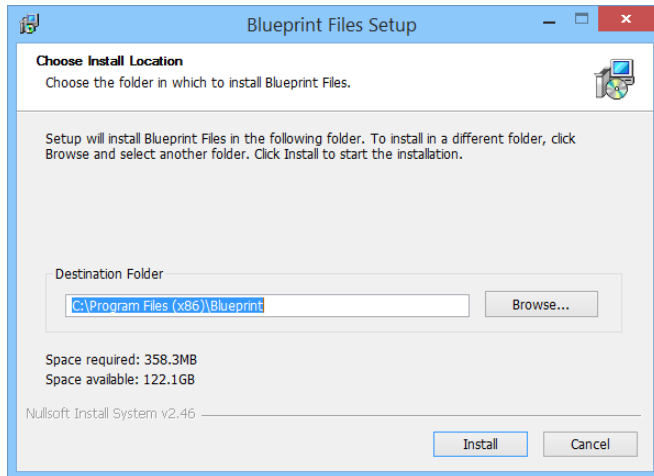 Blueprint Files Setup
Choose Install Location
Choose the folder in which to install Blueprint Files.
Setup will install Blueprint Files in the following folder. To install in a different folder, click
Browse and select another folder. Click Install to start the installation.
Destination Folder
C:\Program Files (x86)\Blueprint
Browse...
Space required: 358.3MB
Space available: 122.1GB
Nullsoft Install System v2.46
Install
Cancel